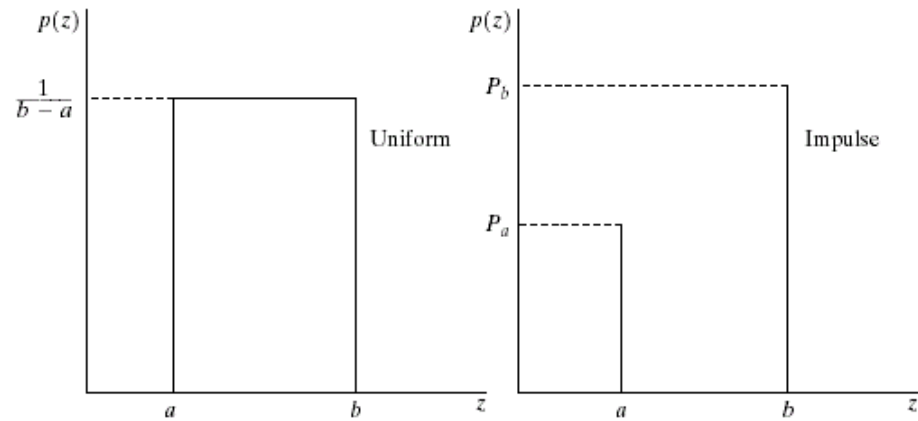 p(z)
1
b − a
Uniform
a
b
z
p(z)
P_b
Impulse
P_a
a
b
z